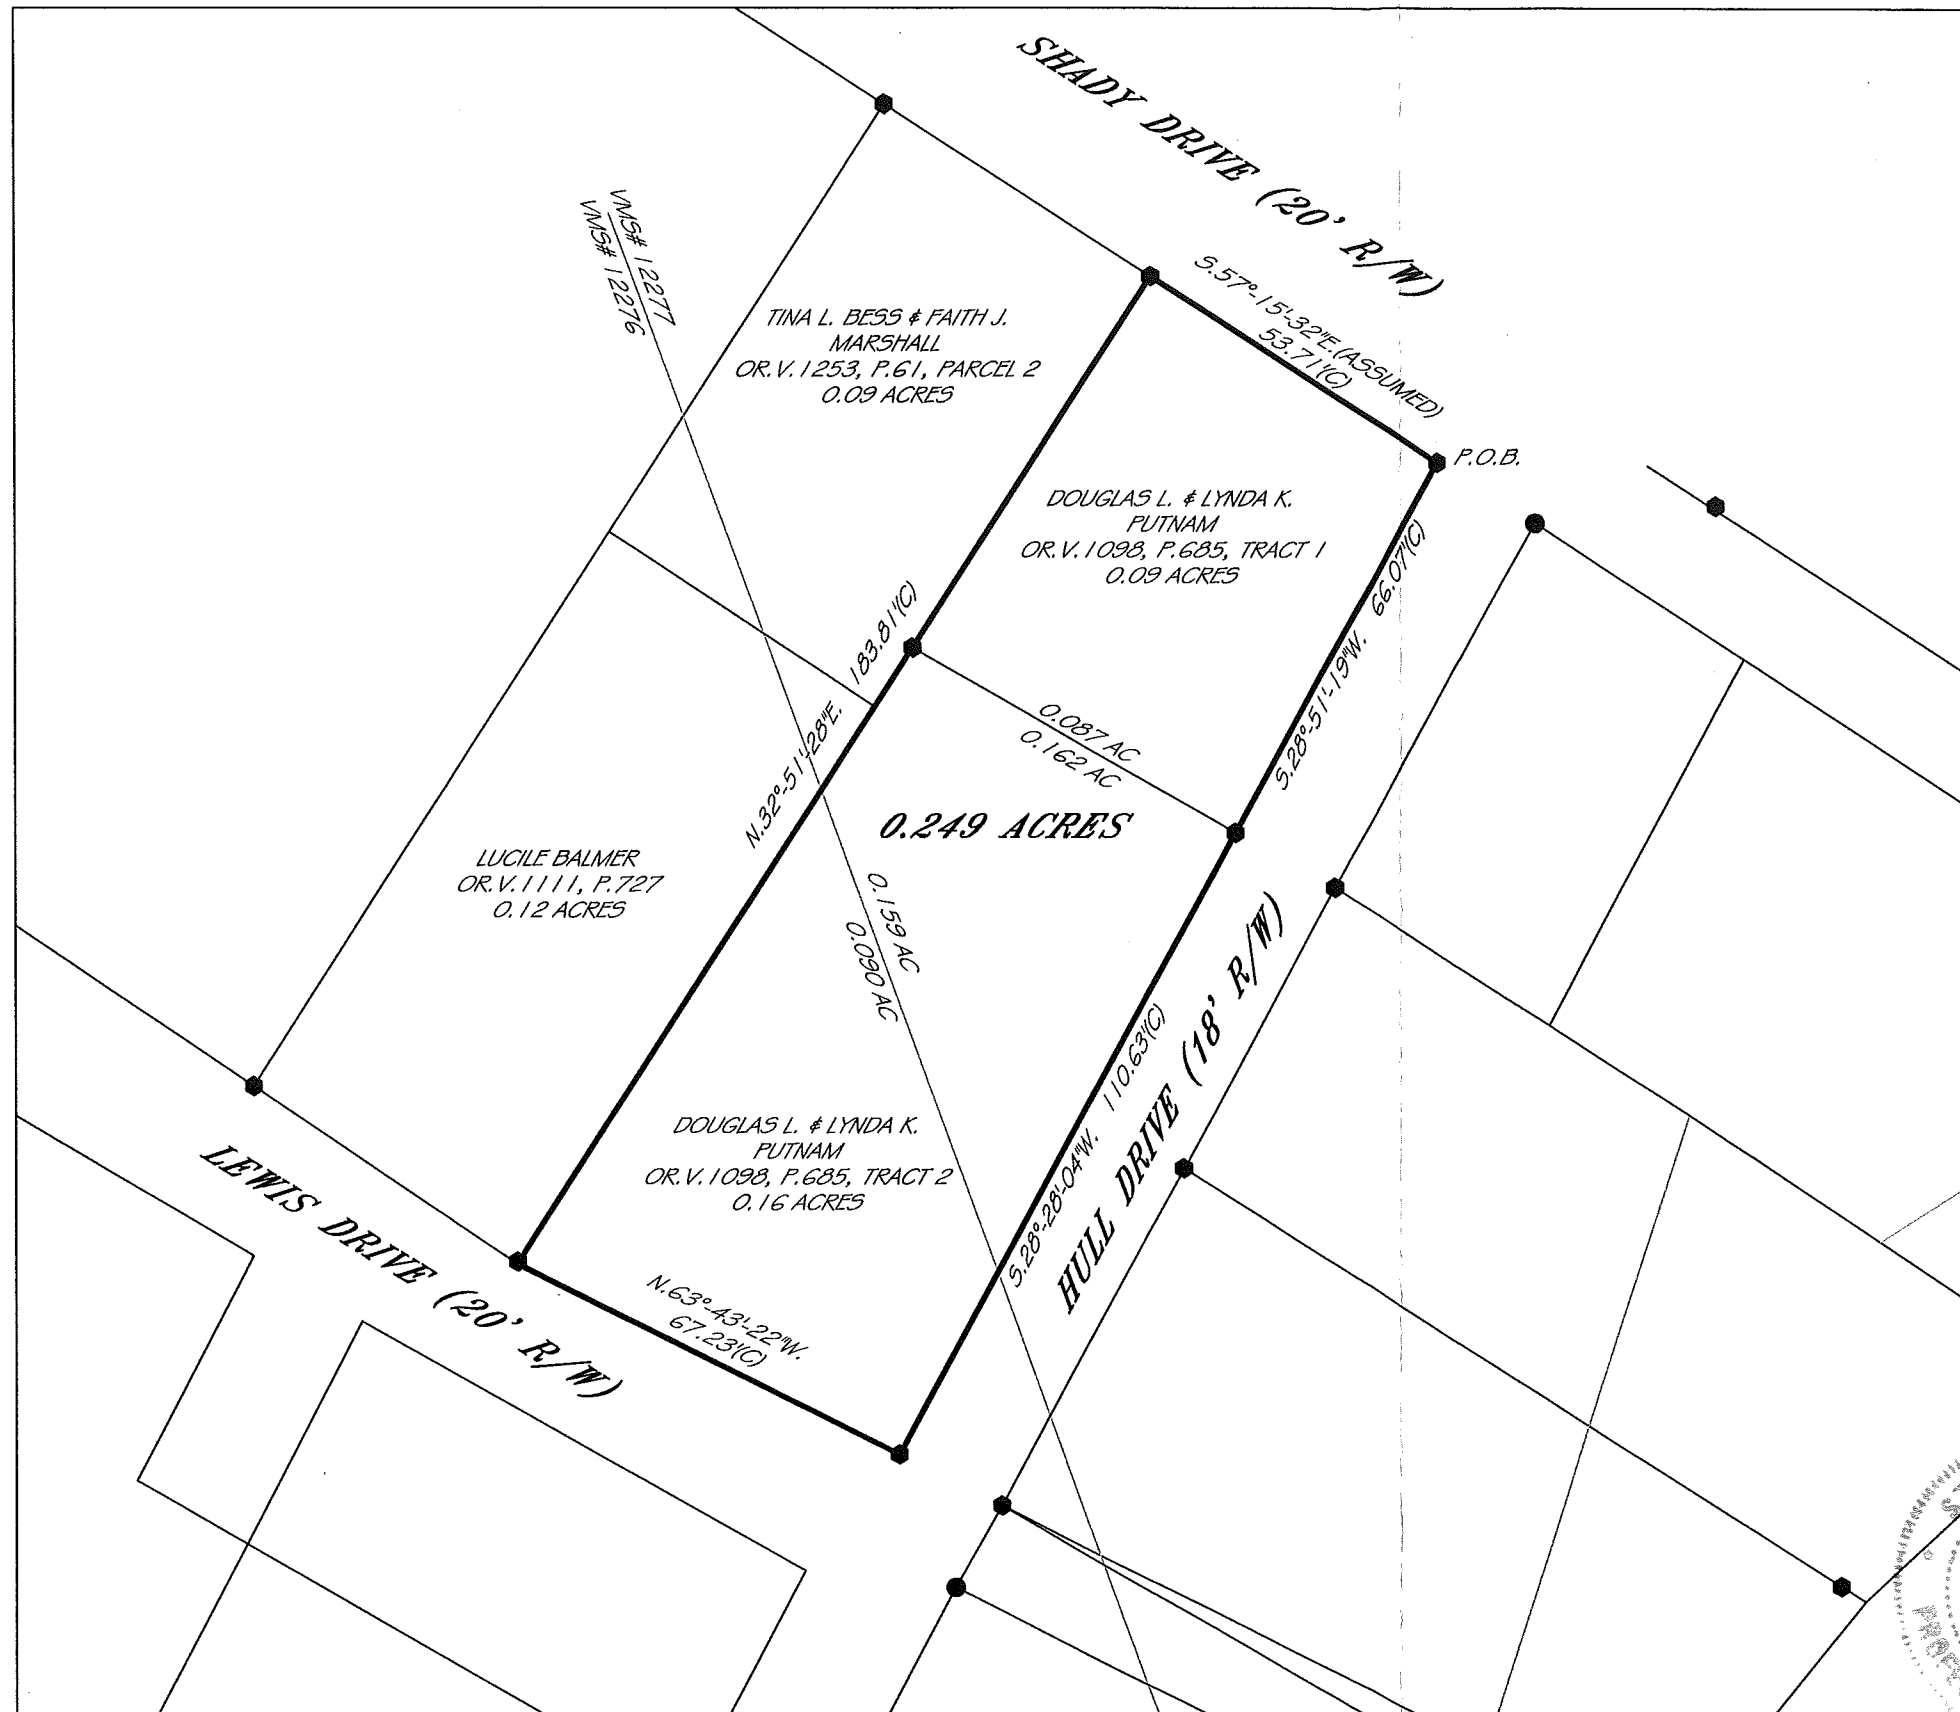 SHADY DRIVE (20' R/W)
VMS# 12277
VMS# 12276
S.57°-15'-32"E.(ASSUMED)
53.71'(C)
TINA L. BESS & FAITH J.
MARSHALL
OR.V.1253, P.61, PARCEL 2
0.09 ACRES
P.O.B.
DOUGLAS L. & LYNDA K.
PUTNAM
OR.V.1098, P.685, TRACT 1
0.09 ACRES
S.28°-51'-19"W. 66.07'(C)
N.32°-51'-28"E. 183.81'(C)
0.087 AC
0.162 AC
0.249 ACRES
LUCILE BALMER
OR.V.1111, P.727
0.12 ACRES
0.159 AC
0.090 AC
S.28°-28'-04"W. 110.63'(C)
HULL DRIVE (18' R/W)
DOUGLAS L. & LYNDA K.
PUTNAM
OR.V.1098, P.685, TRACT 2
0.16 ACRES
LEWIS DRIVE (20' R/W)
N.63°-43'-22"W.
67.23'(C)